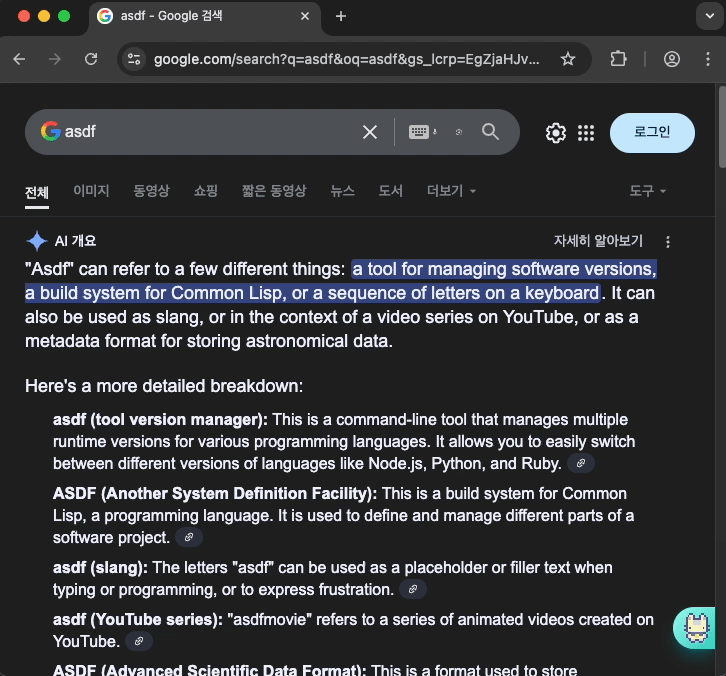 asdf - Google 검색
google.com/search?q=asdf&oq=asdf&gs_lcrp=EgZjaHJv...
asdf
로그인
전체 이미지 동영상 쇼핑 짧은 동영상 뉴스 도서 더보기 도구
AI 개요 자세히 알아보기
"Asdf" can refer to a few different things: a tool for managing software versions,
a build system for Common Lisp, or a sequence of letters on a keyboard. It can
also be used as slang, or in the context of a video series on YouTube, or as a
metadata format for storing astronomical data.
Here's a more detailed breakdown:
asdf (tool version manager): This is a command-line tool that manages multiple
runtime versions for various programming languages. It allows you to easily switch
between different versions of languages like Node.js, Python, and Ruby.
ASDF (Another System Definition Facility): This is a build system for Common
Lisp, a programming language. It is used to define and manage different parts of a
software project.
asdf (slang): The letters "asdf" can be used as a placeholder or filler text when
typing or programming, or to express frustration.
asdf (YouTube series): "asdfmovie" refers to a series of animated videos created on
YouTube.
ASDF (Advanced Scientific Data Format): This is a format used to store